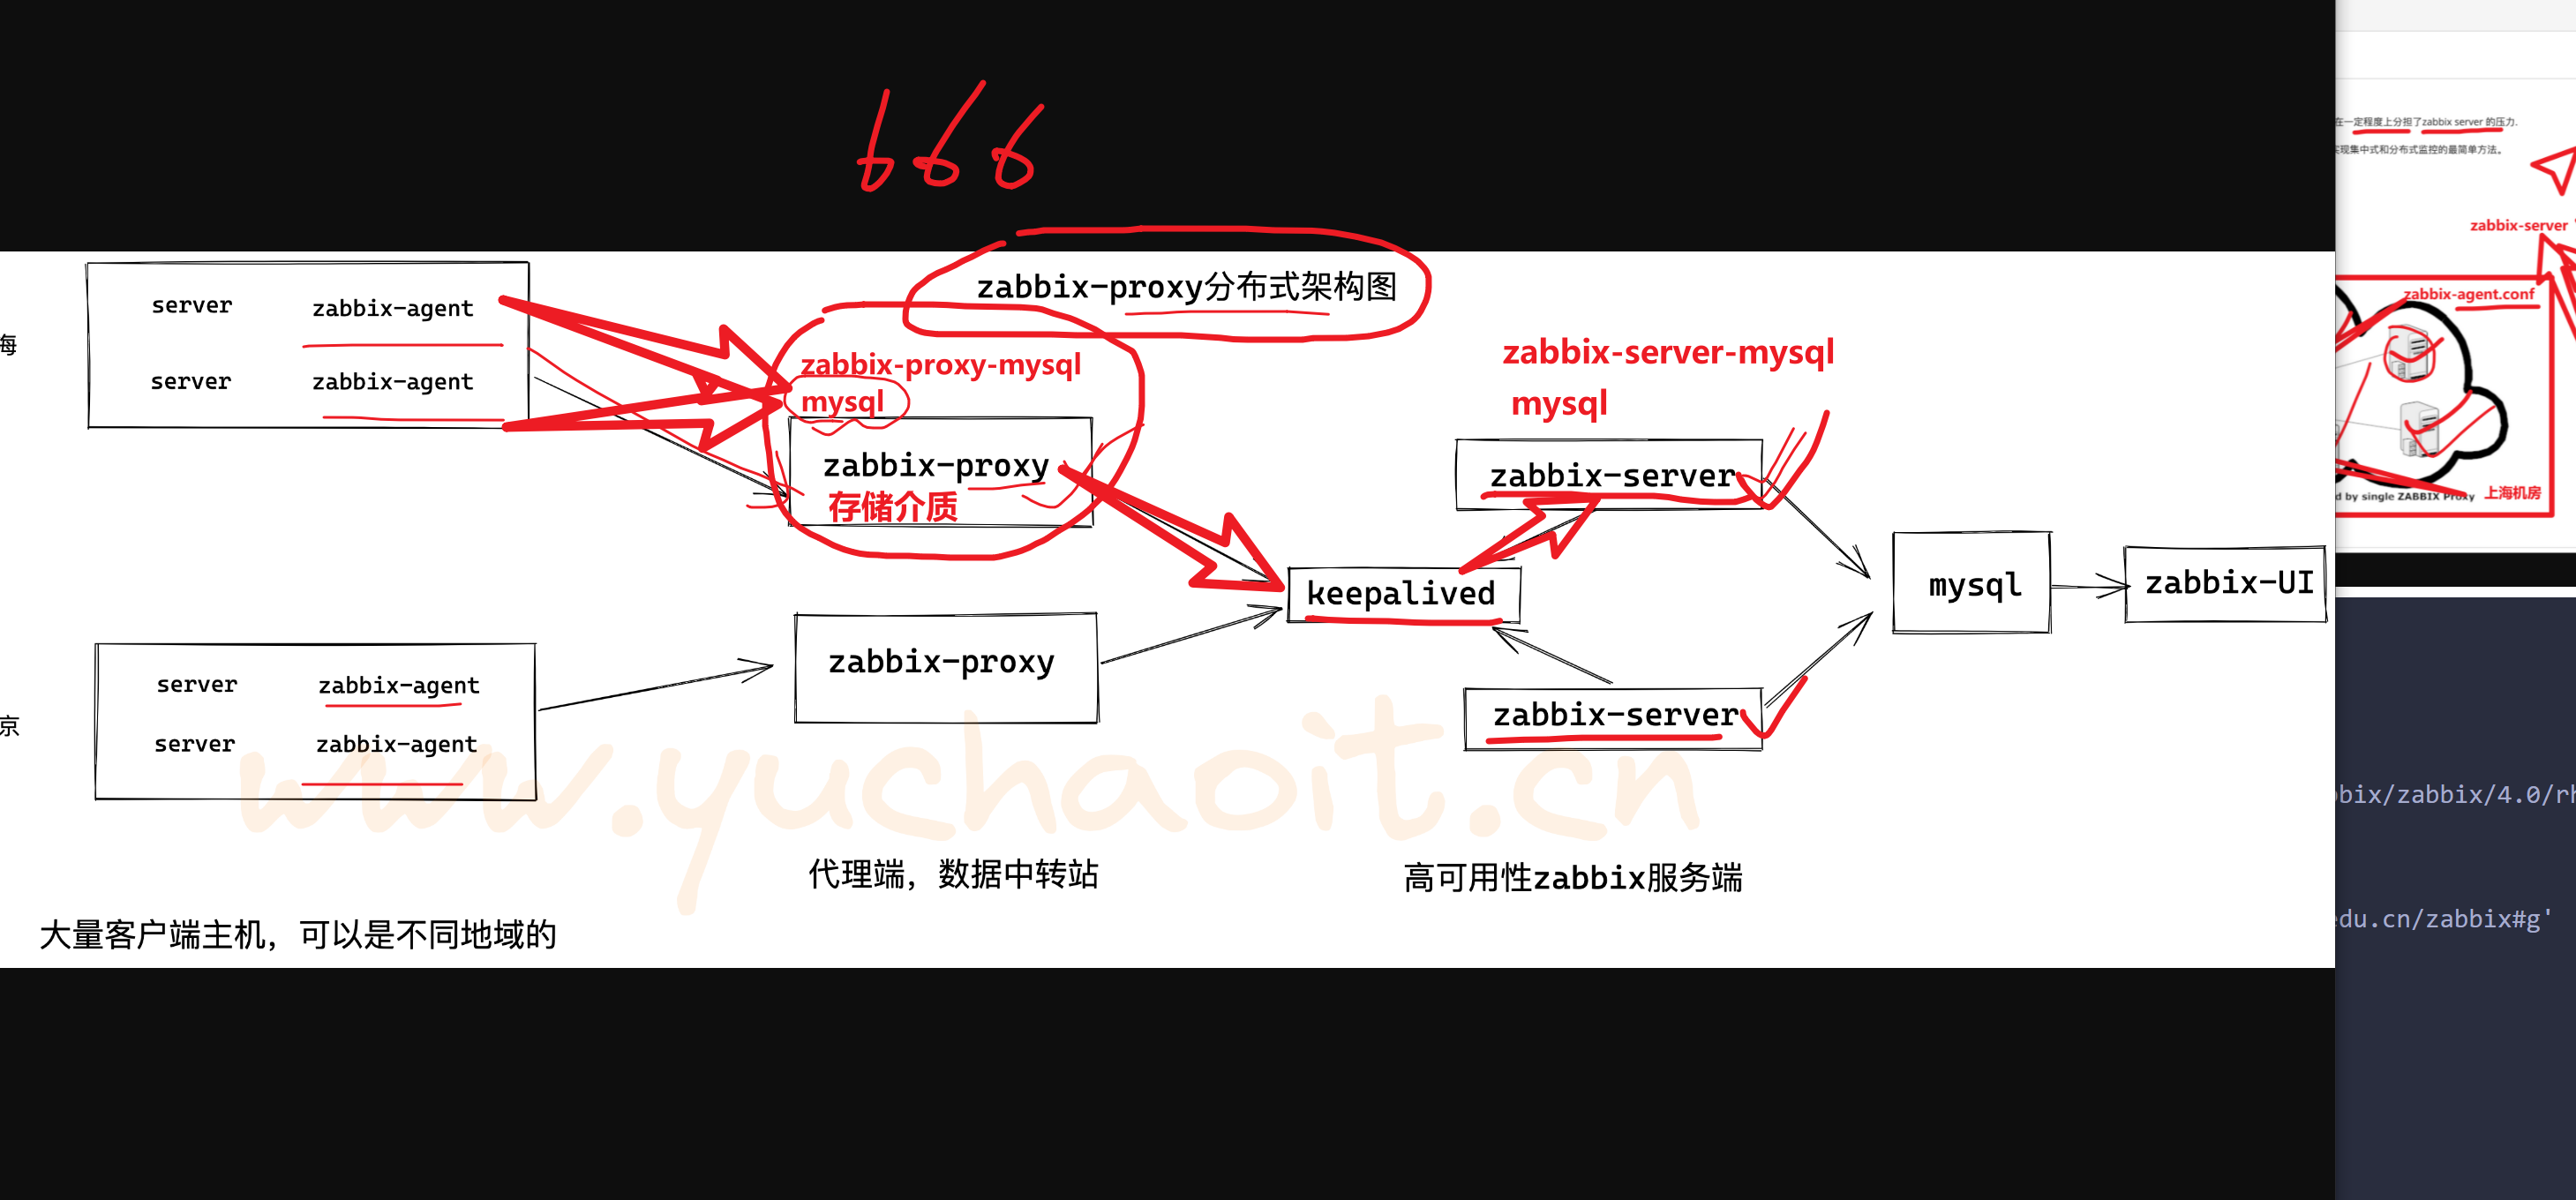 666
zabbix-proxy分布式架构图
海
server zabbix-agent
server zabbix-agent
zabbix-proxy-mysql
mysql
zabbix-proxy
存储介质
zabbix-server-mysql
mysql
zabbix-server
keepalived
mysql
zabbix-UI
京
server zabbix-agent
server zabbix-agent
zabbix-proxy
zabbix-server
www.yuchaoit.cn
代理端，数据中转站
高可用性zabbix服务端
大量客户端主机，可以是不同地域的
在一定程度上分担了zabbix server 的压力.
现集中式和分布式监控的最简单方法。
zabbix-server
zabbix-agent.conf
d by single ZABBIX Proxy
上海机房
bix/zabbix/4.0/rh
edu.cn/zabbix#g'